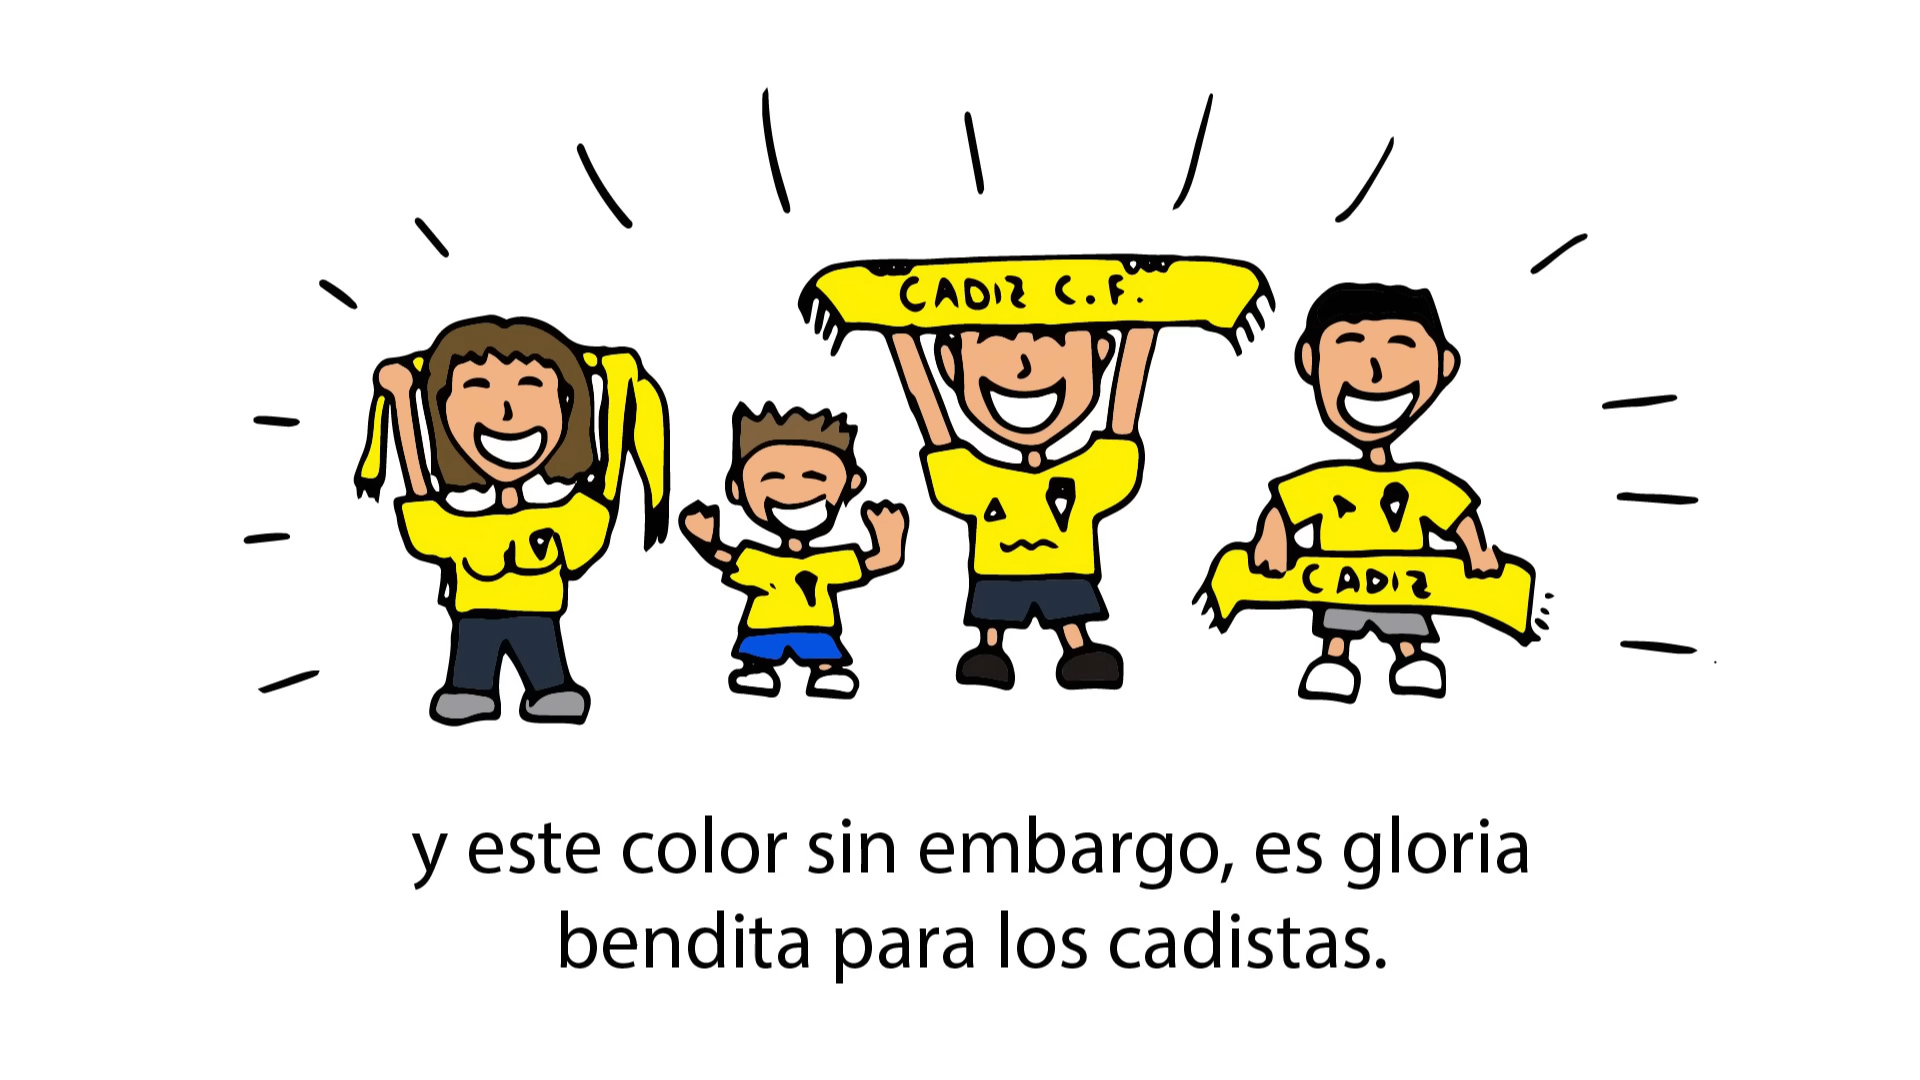 CADIZ C.F.
CADIZ
y este color sin embargo, es gloria
bendita para los cadistas.